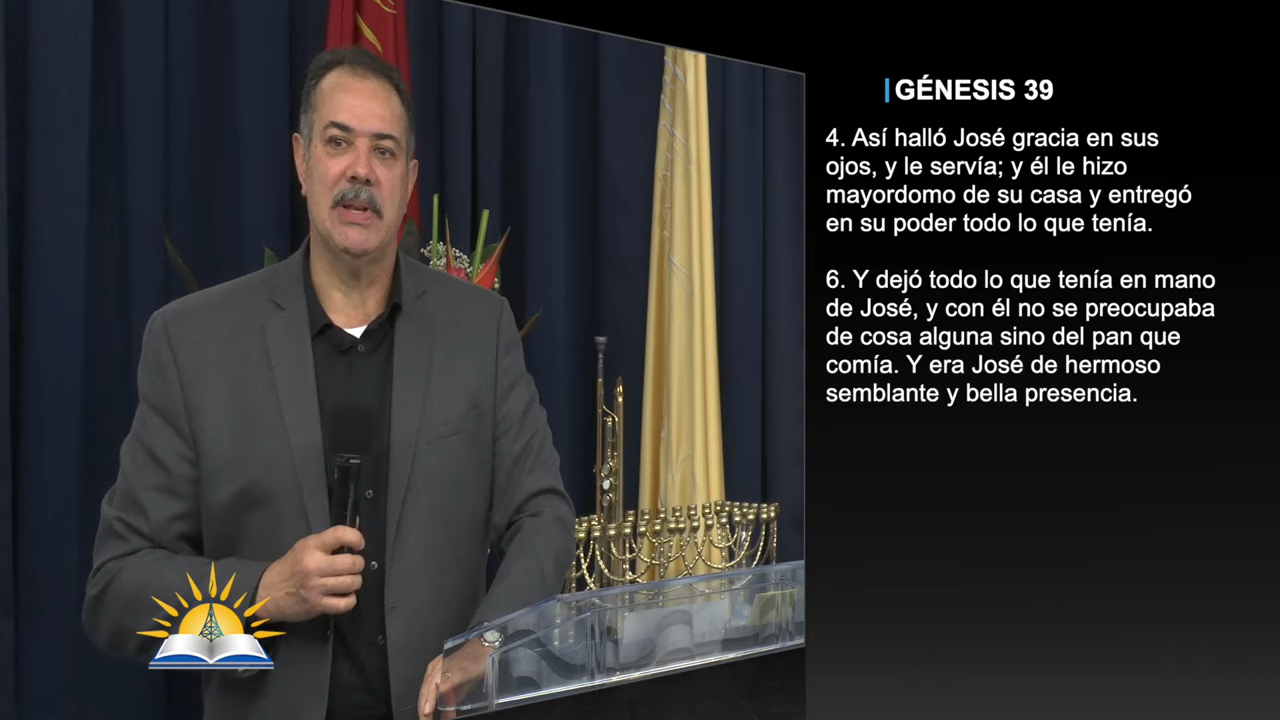 GÉNESIS 39
4. Así halló José gracia en sus
ojos, y le servía; y él le hizo
mayordomo de su casa y entregó
en su poder todo lo que tenía.
6. Y dejó todo lo que tenía en mano
de José, y con él no se preocupaba
de cosa alguna sino del pan que
comía. Y era José de hermoso
semblante y bella presencia.